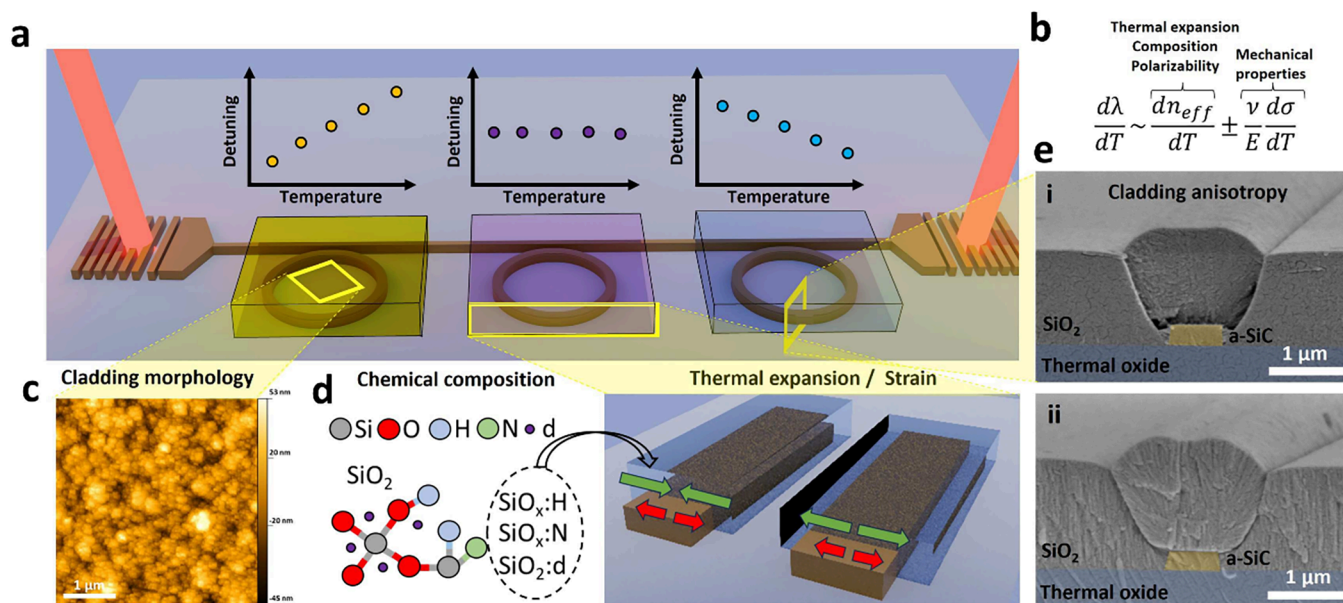 a
Detuning
Temperature
Detuning
Temperature
Detuning
Temperature
b
Thermal expansion
Composition
Polarizability
Mechanical
properties
dλ/dT ~ dn_eff/dT ± ν/E dσ/dT
c
Cladding morphology
53 nm
20 nm
-20 nm
-45 nm
1 µm
d
Chemical composition
Si O H N d
SiO₂
SiOₓ:H
SiOₓ:N
SiO₂:d
Thermal expansion / Strain
e
i
Cladding anisotropy
SiO₂
a-SiC
Thermal oxide
1 µm
ii
SiO₂
a-SiC
Thermal oxide
1 µm